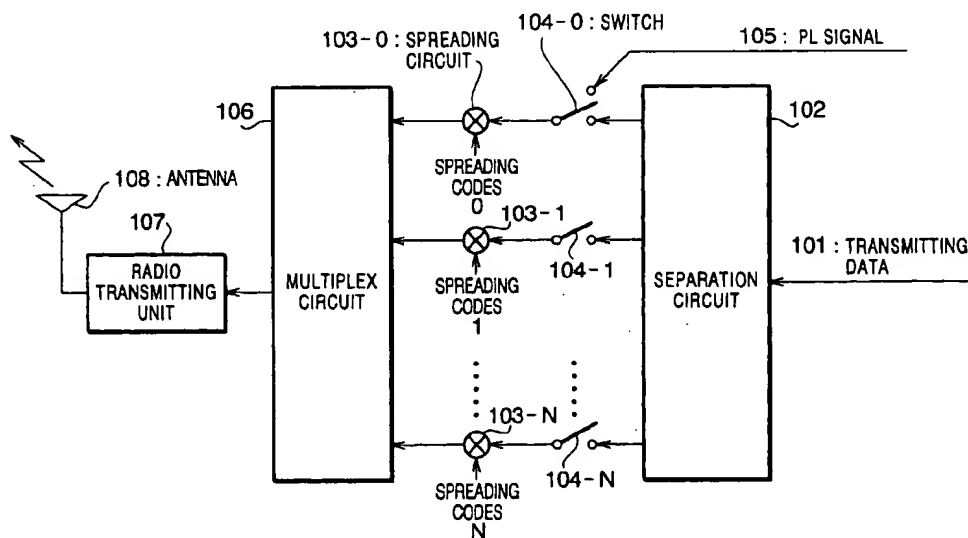 104-0 : SWITCH
103-0 : SPREADING
CIRCUIT
105 : PL SIGNAL
106
102
SPREADING
CODES
0
108 : ANTENNA
103-1
107
104-1
101 : TRANSMITTING
DATA
RADIO
TRANSMITTING
UNIT
MULTIPLEX
CIRCUIT
SPREADING
CODES
1
SEPARATION
CIRCUIT
103-N
104-N
SPREADING
CODES
N